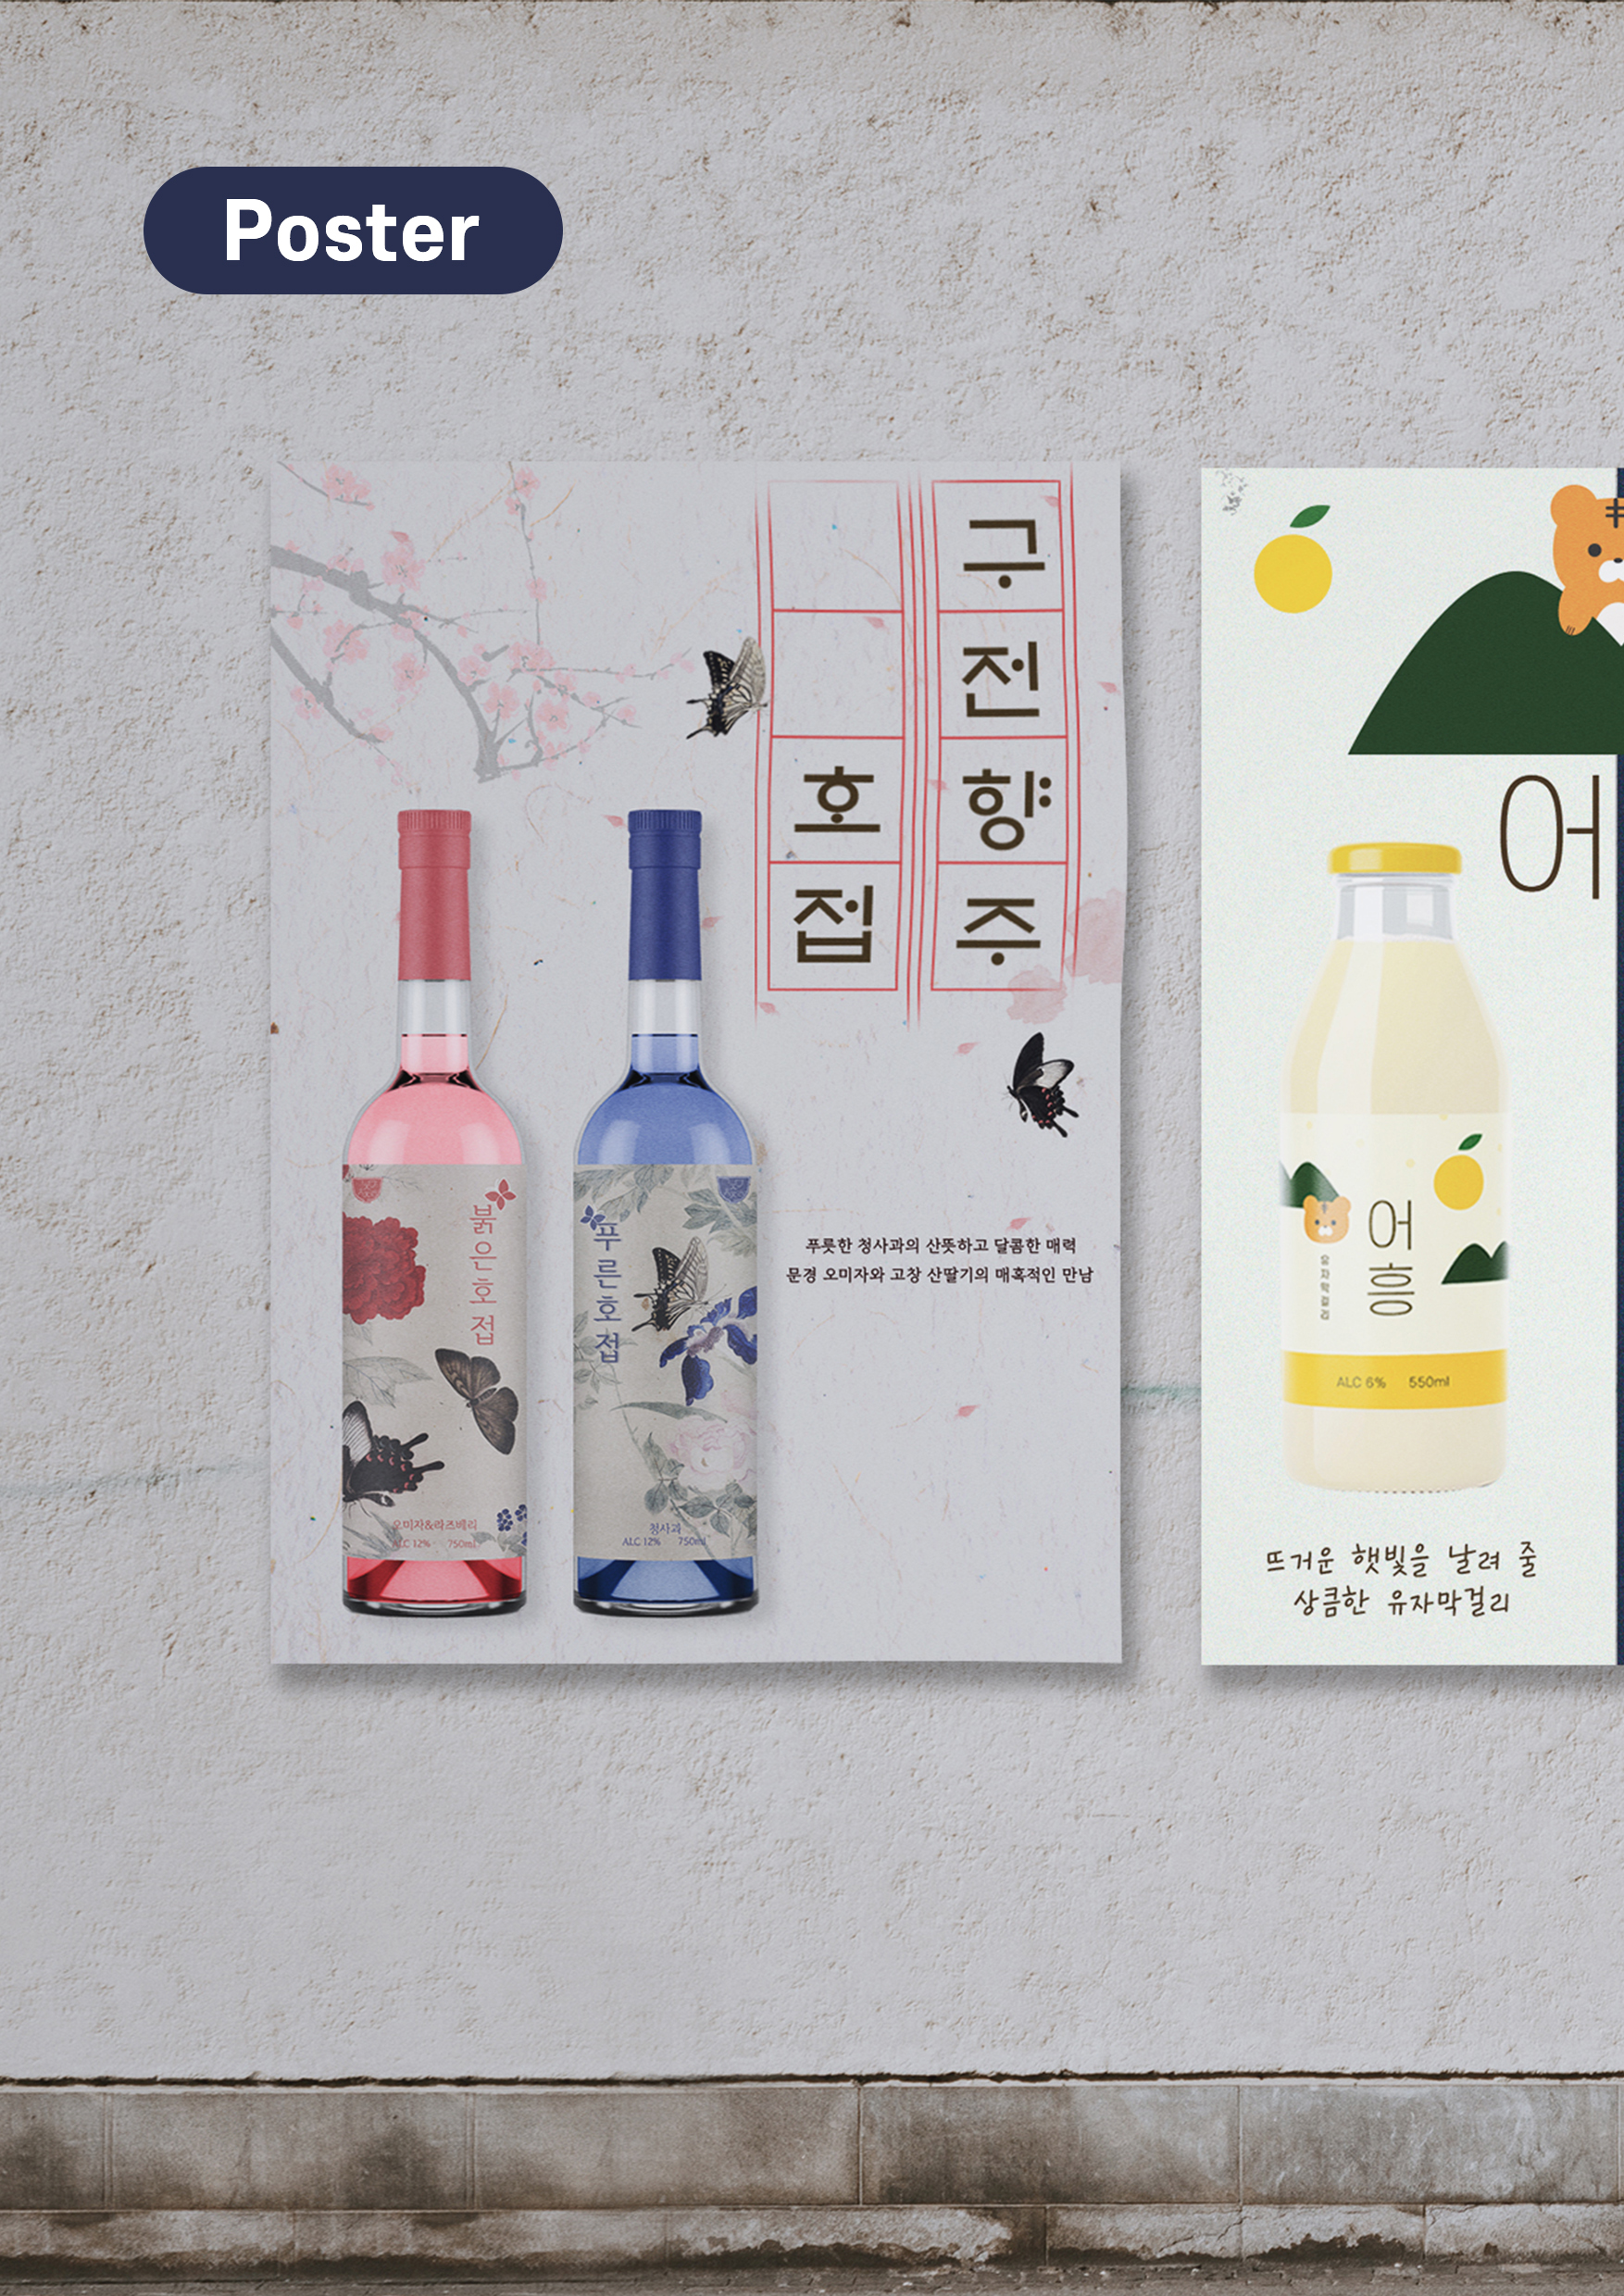 Poster
구전향주
호접
붉은호접
오미자&라즈베리
ALC 12% 750ml
푸른호접
청사과
ALC 12% 750ml
푸릇한 청사과의 산뜻하고 달콤한 매력
문경 오미자와 고창 산딸기의 매혹적인 만남
어
어흥
유자막걸리
ALC 6% 550ml
뜨거운 햇빛을 날려 줄
상큼한 유자막걸리